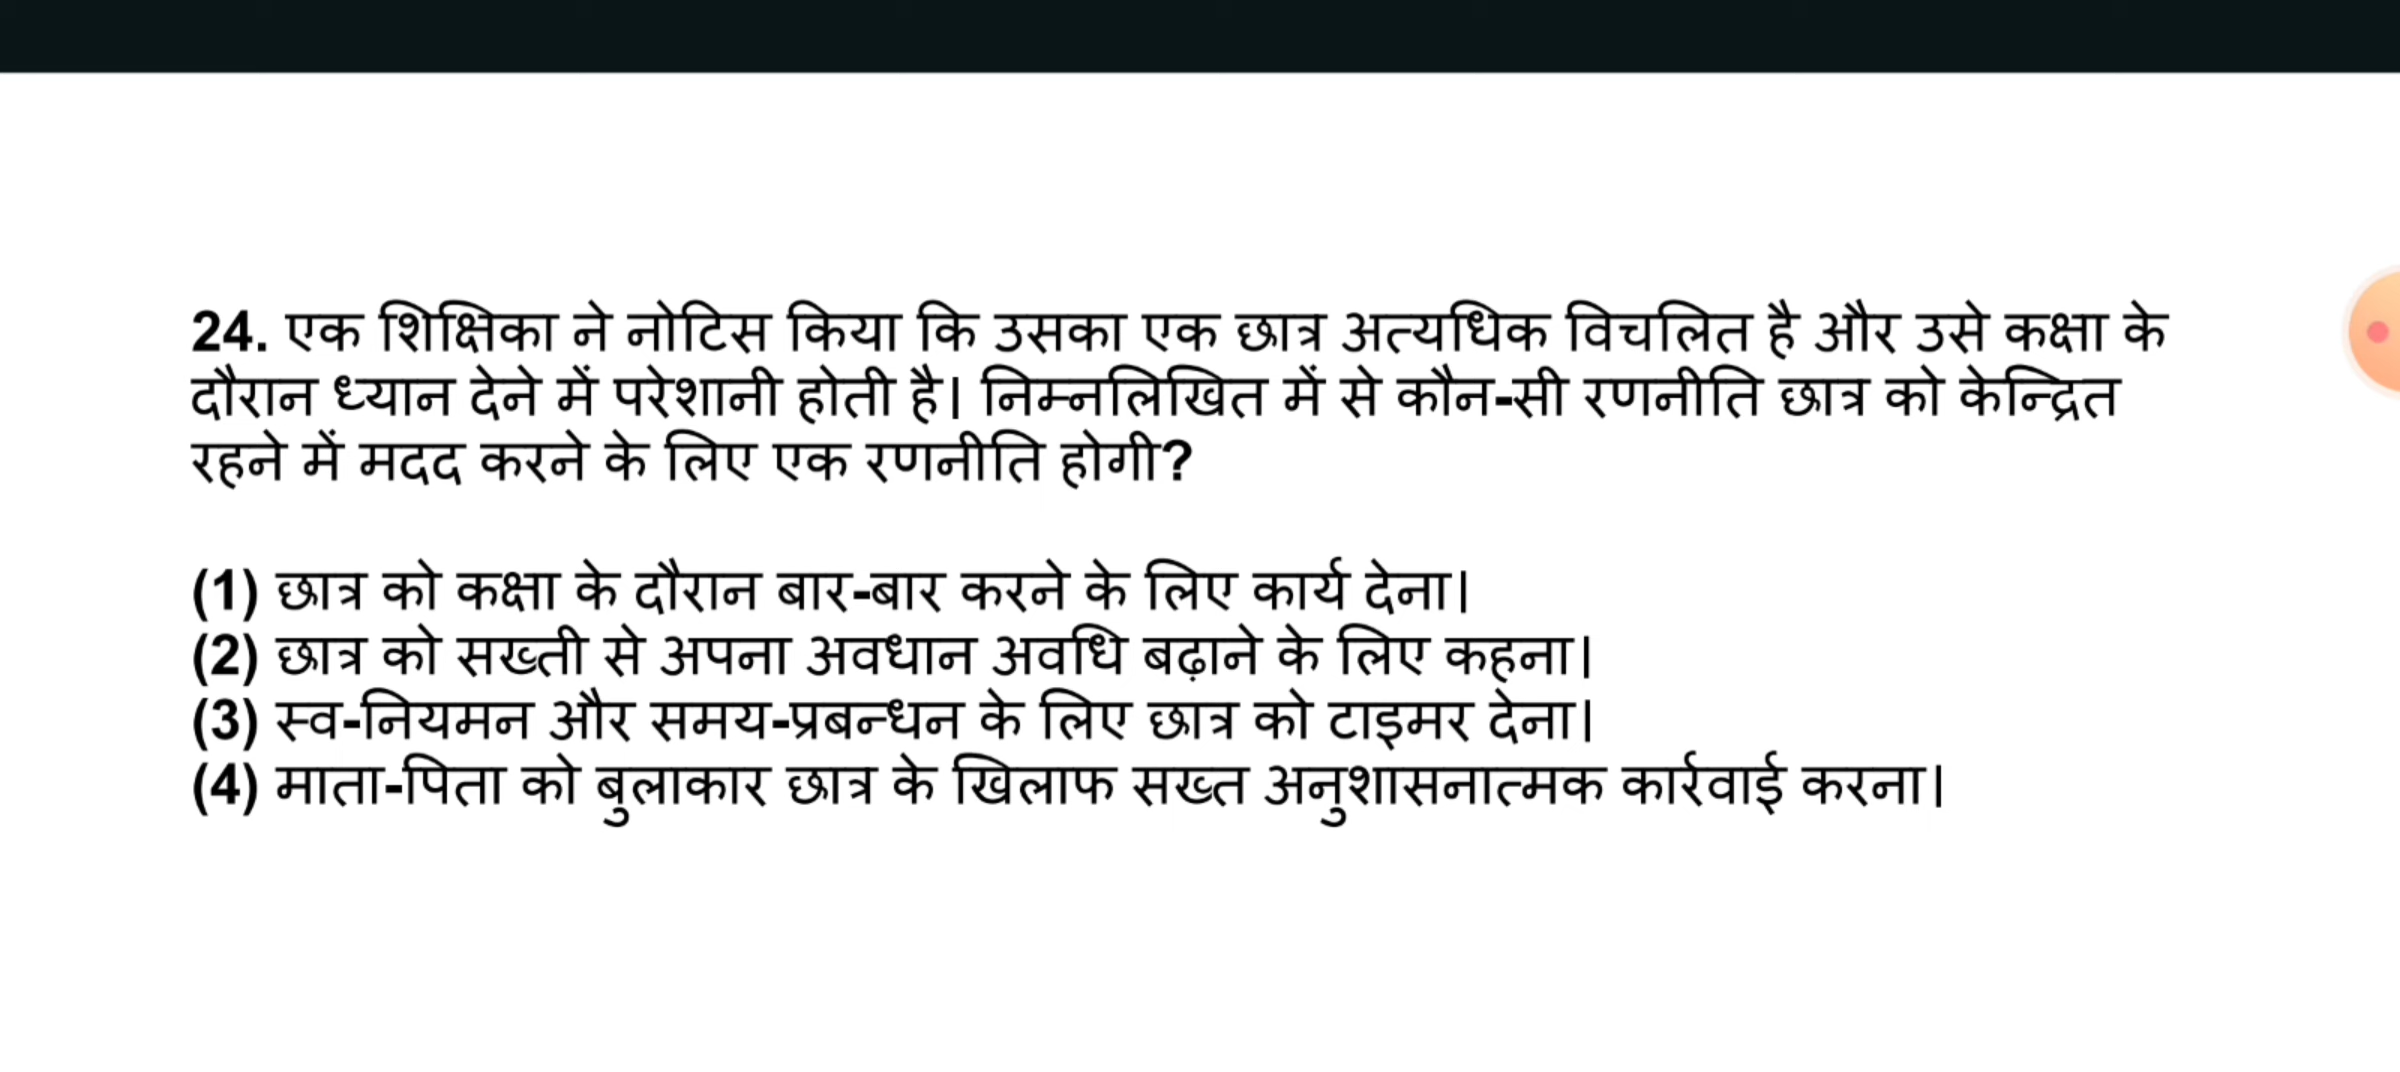 24. एक शिक्षिका ने नोटिस किया कि उसका एक छात्र अत्यधिक विचलित है और उसे कक्षा के
दौरान ध्यान देने में परेशानी होती है। निम्नलिखित में से कौन-सी रणनीति छात्र को केन्द्रित
रहने में मदद करने के लिए एक रणनीति होगी?
(1) छात्र को कक्षा के दौरान बार-बार करने के लिए कार्य देना।
(2) छात्र को सख्ती से अपना अवधान अवधि बढ़ाने के लिए कहना।
(3) स्व-नियमन और समय-प्रबन्धन के लिए छात्र को टाइमर देना।
(4) माता-पिता को बुलाकार छात्र के खिलाफ सख्त अनुशासनात्मक कार्रवाई करना।